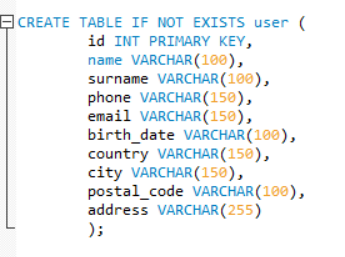 CREATE TABLE IF NOT EXISTS user (
id INT PRIMARY KEY,
name VARCHAR(100),
surname VARCHAR(100),
phone VARCHAR(150),
email VARCHAR(150),
birth_date VARCHAR(100),
country VARCHAR(150),
city VARCHAR(150),
postal_code VARCHAR(100),
address VARCHAR(255)
);